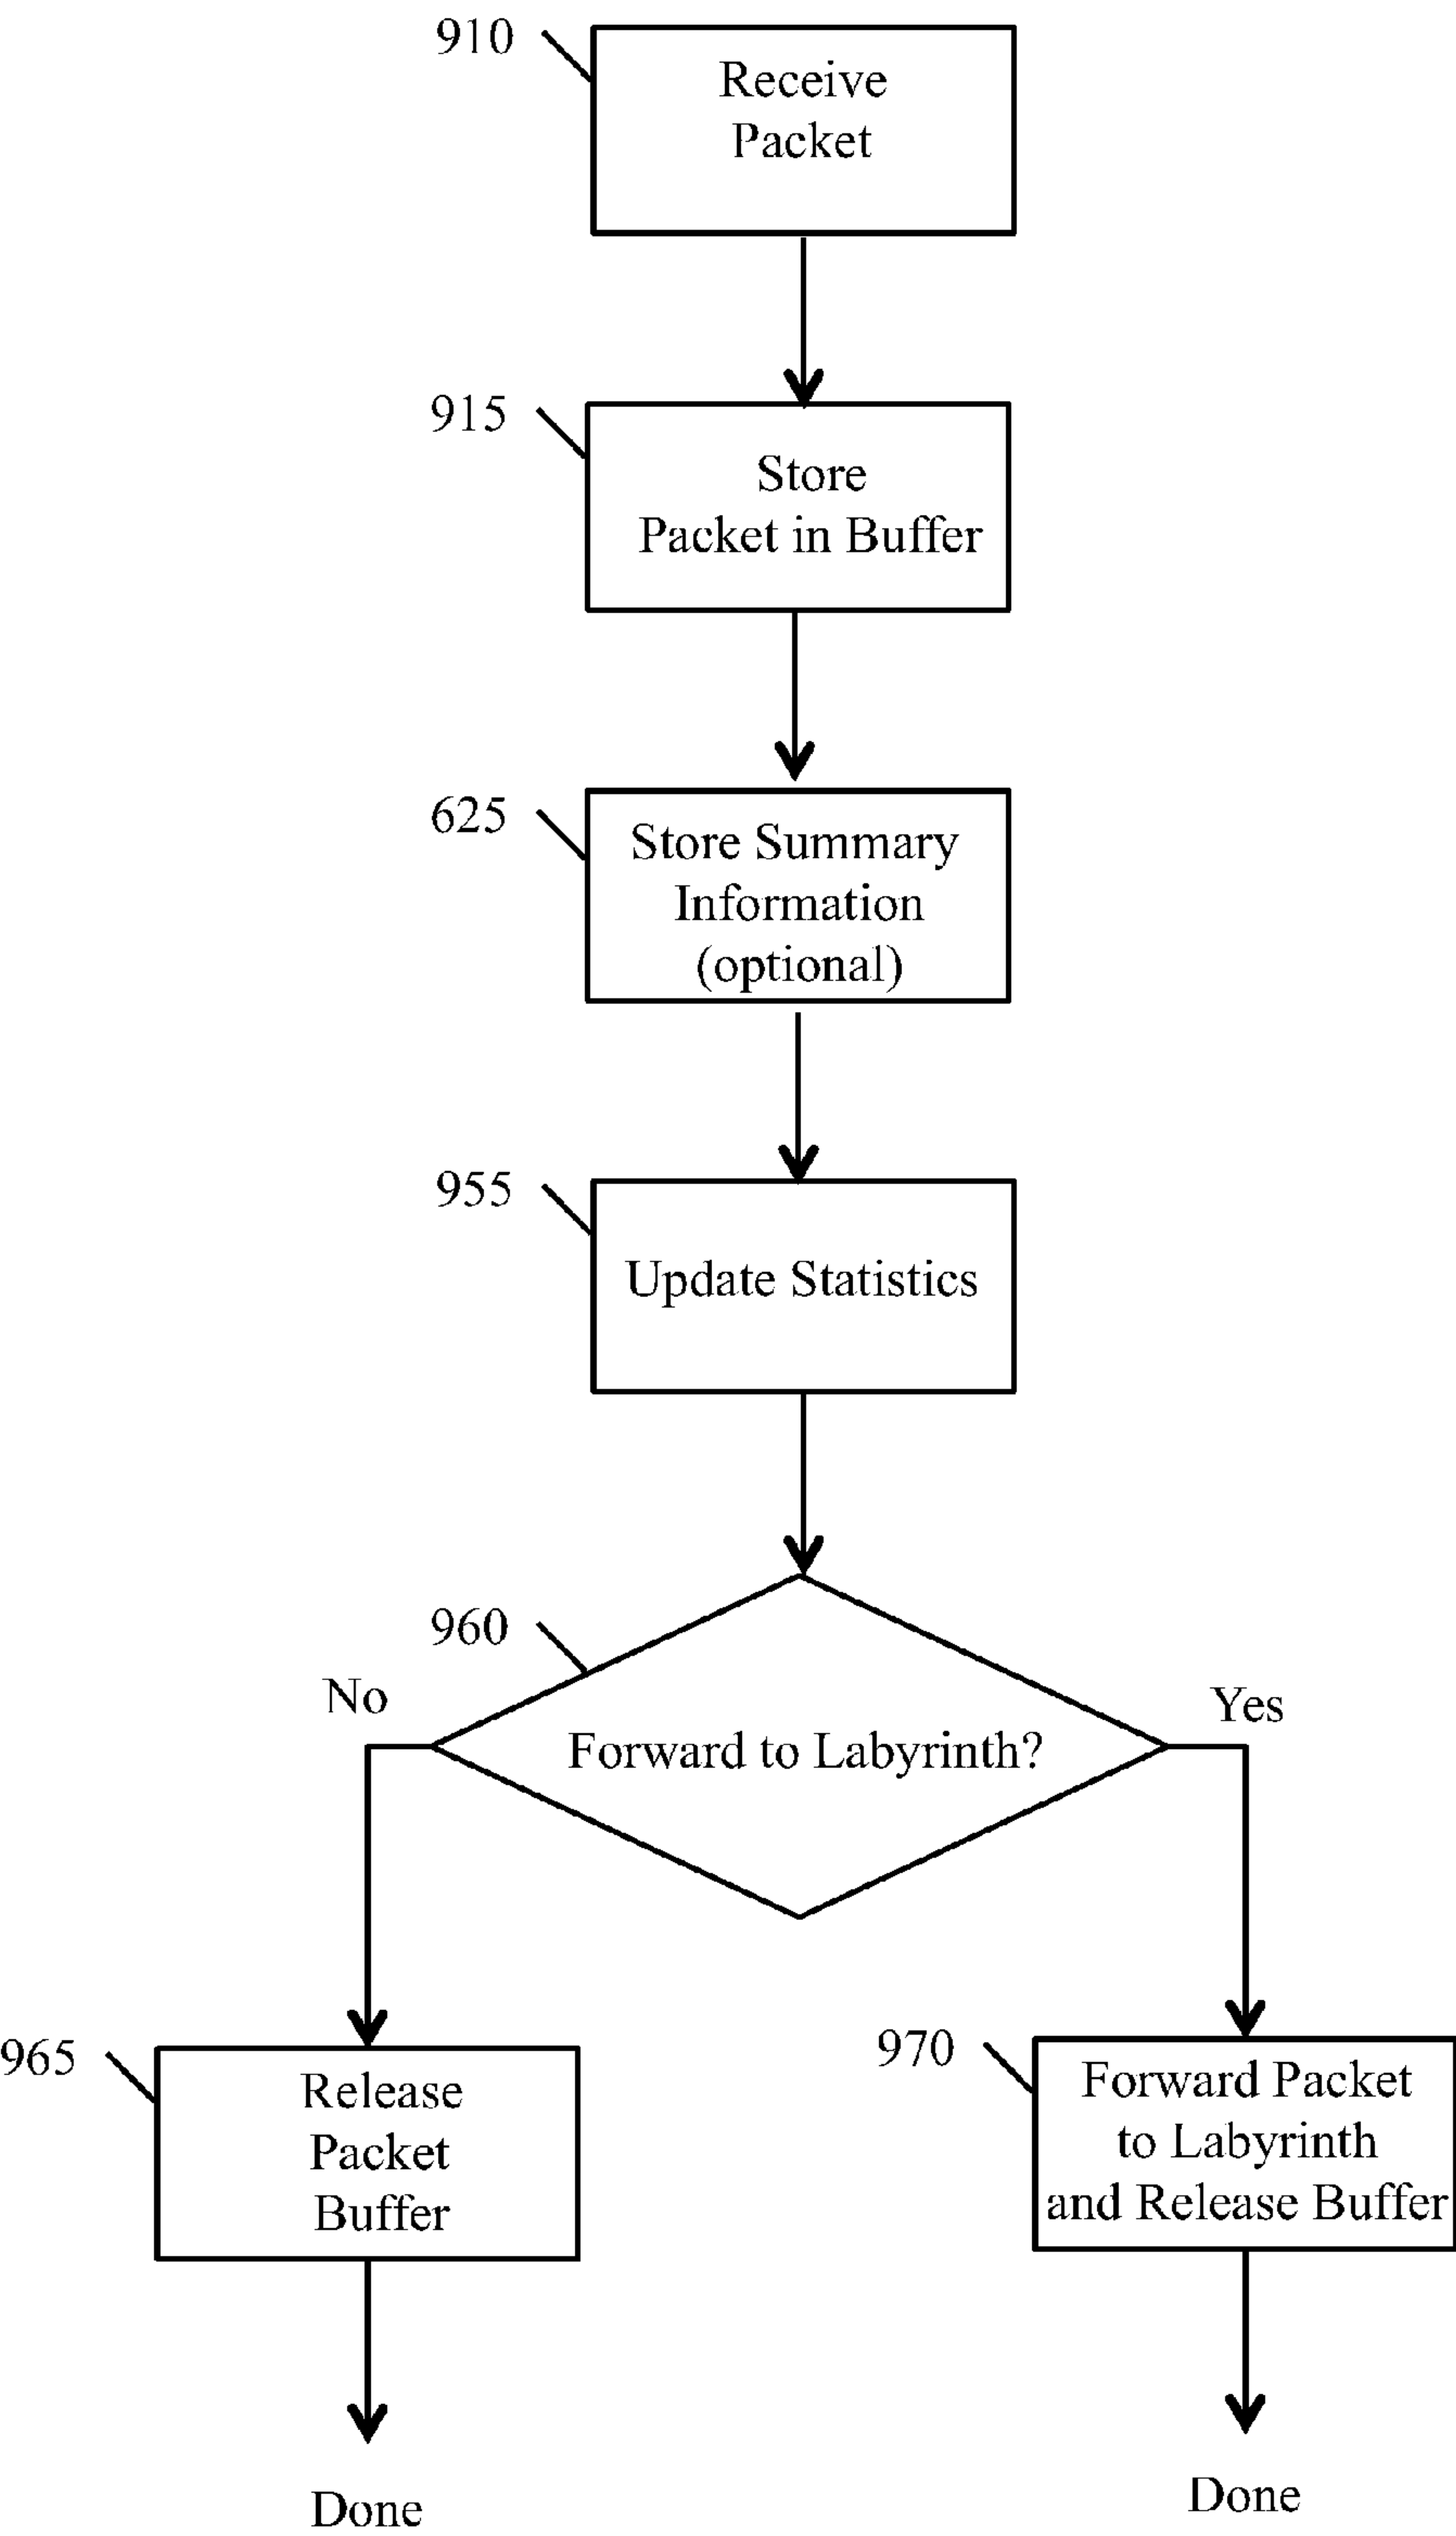 910
Receive
Packet
915
Store
Packet in Buffer
625
Store Summary
Information
(optional)
955
Update Statistics
960
No
Yes
Forward to Labyrinth?
965
Release
Packet
Buffer
970
Forward Packet
to Labyrinth
and Release Buffer
Done
Done